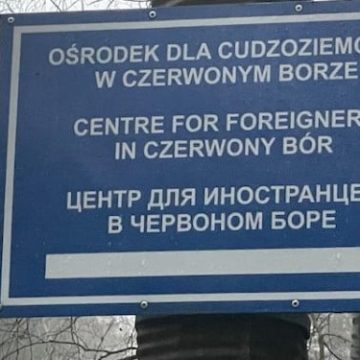 OŚRODEK DLA CUDZOZIEMC
W CZERWONYM BORZE
CENTRE FOR FOREIGNER
IN CZERWONY BÓR
ЦЕНТР ДЛЯ ИНОСТРАНЦЕ
В ЧЕРВОНОМ БОРЕ